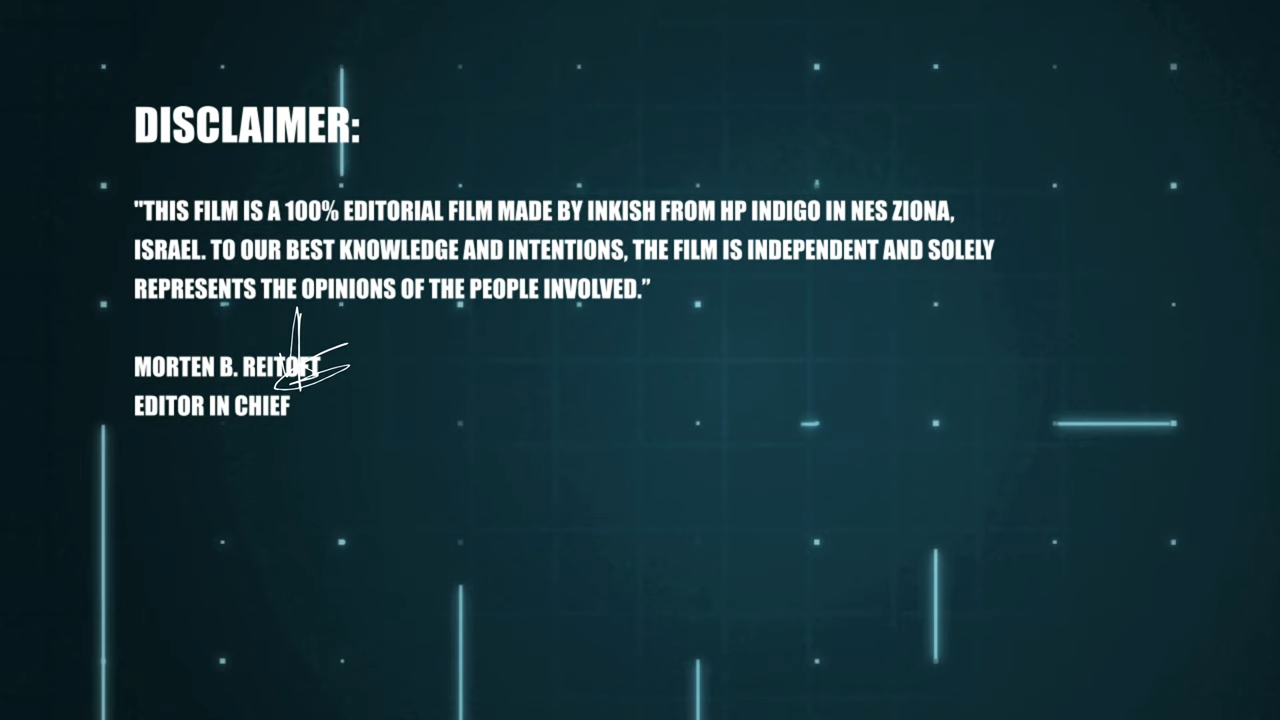 DISCLAIMER:
"THIS FILM IS A 100% EDITORIAL FILM MADE BY INKISH FROM HP INDIGO IN NES ZIONA,
ISRAEL. TO OUR BEST KNOWLEDGE AND INTENTIONS, THE FILM IS INDEPENDENT AND SOLELY
REPRESENTS THE OPINIONS OF THE PEOPLE INVOLVED.”
MORTEN B. REITOFT
EDITOR IN CHIEF